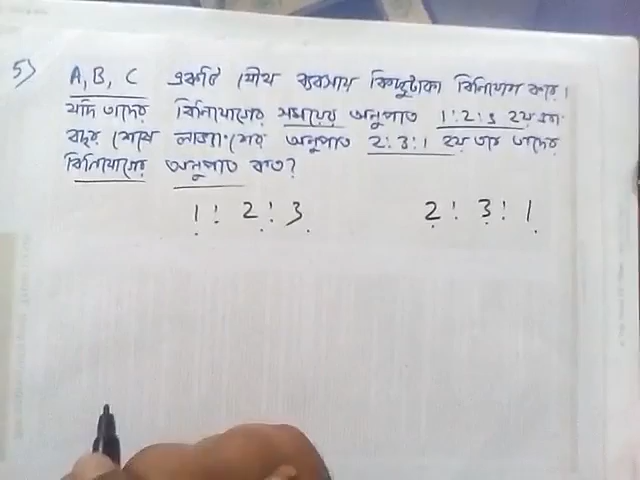 5) A, B, C একটি যৌথ ব্যবসায় কিছুটাকা বিনিয়োগ করে।
যদি তাদের বিনিয়োগের সময়ের অনুপাত 1:2:3 হয় এবং
বছর শেষে লভ্যাংশের অনুপাত 2:3:1 হয় তবে তাদের
বিনিয়োগের অনুপাত কত?
1 : 2 : 3 2 : 3 : 1